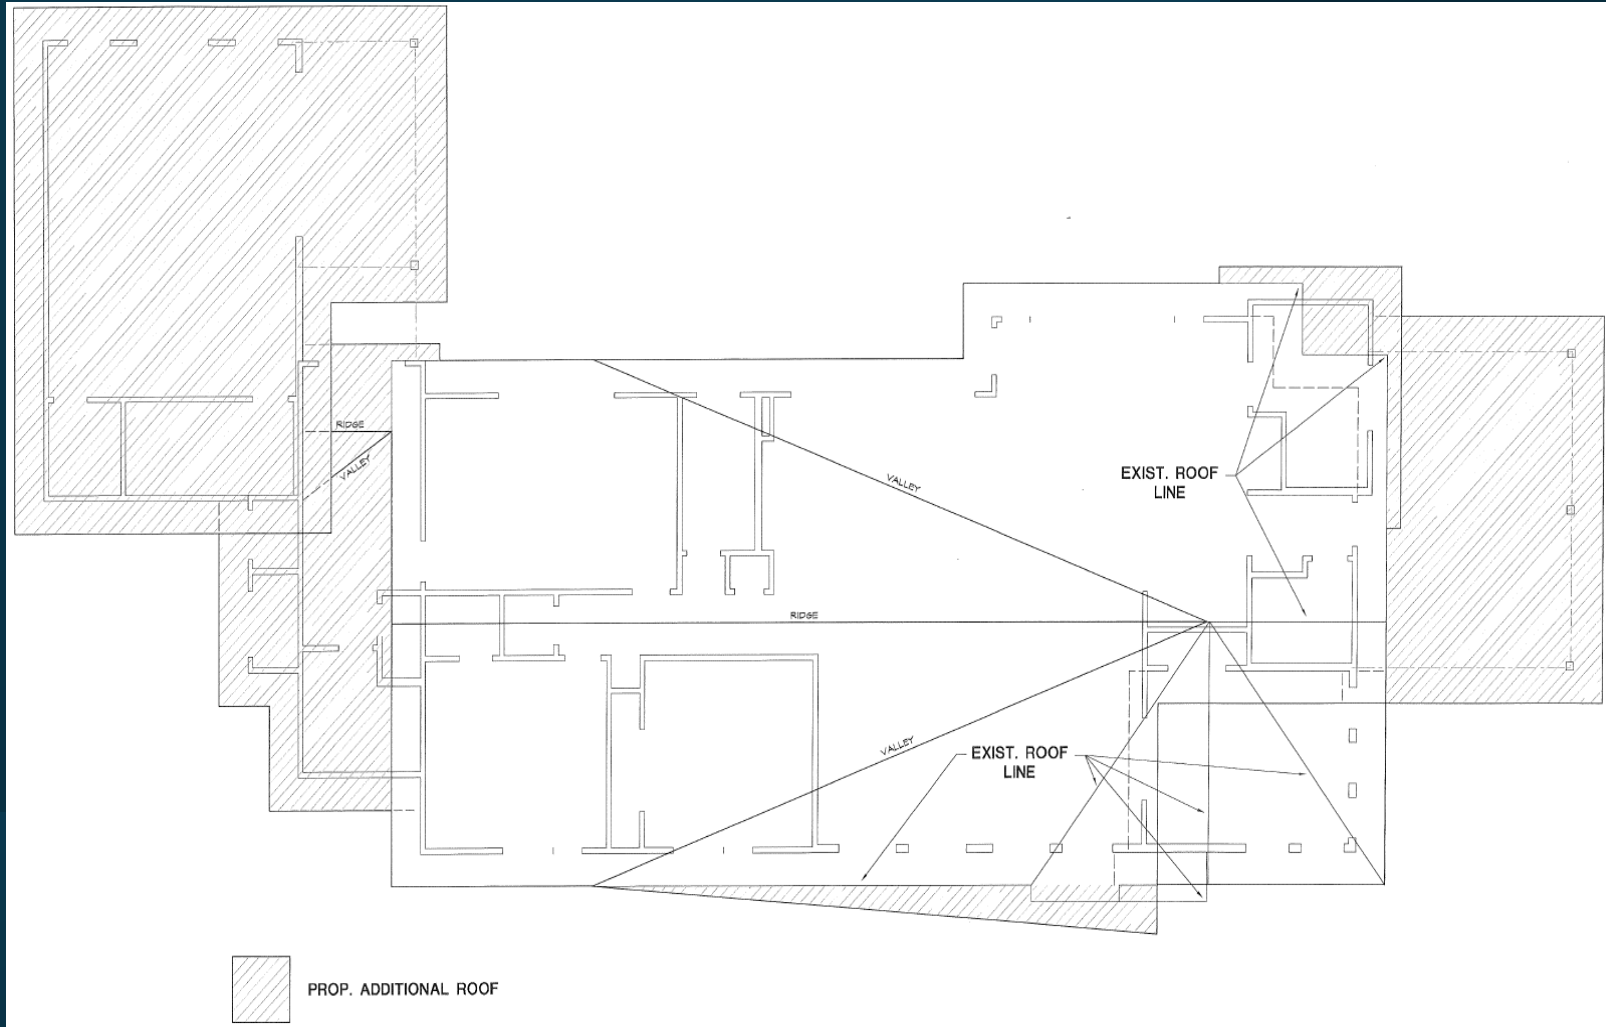 RIDGE
VALLEY
VALLEY
EXIST. ROOF
LINE
RIDGE
VALLEY
EXIST. ROOF
LINE
PROP. ADDITIONAL ROOF